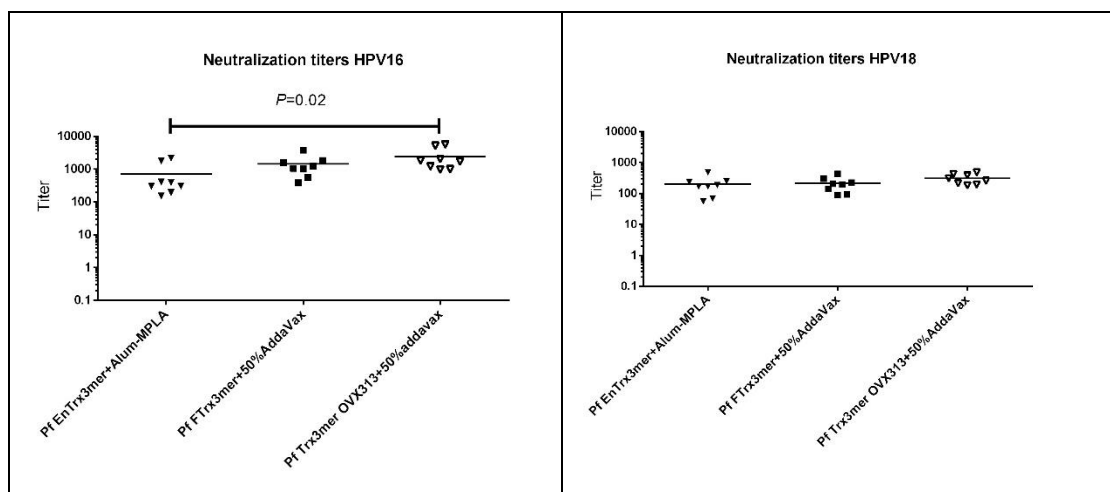 Neutralization titers HPV16
P=0.02
10000
1000
100
10
1
0.1
Titer
Pf EnTrx3mer+Alum-MPLA
Pf FTrx3mer+50%AddaVax
Pf Trx3mer OVX313+50%addavax
Neutralization titers HPV18
10000
1000
100
10
1
0.1
Titer
Pf EnTrx3mer+Alum-MPLA
Pf FTrx3mer+50%AddaVax
Pf Trx3mer OVX313+50%AddaVax